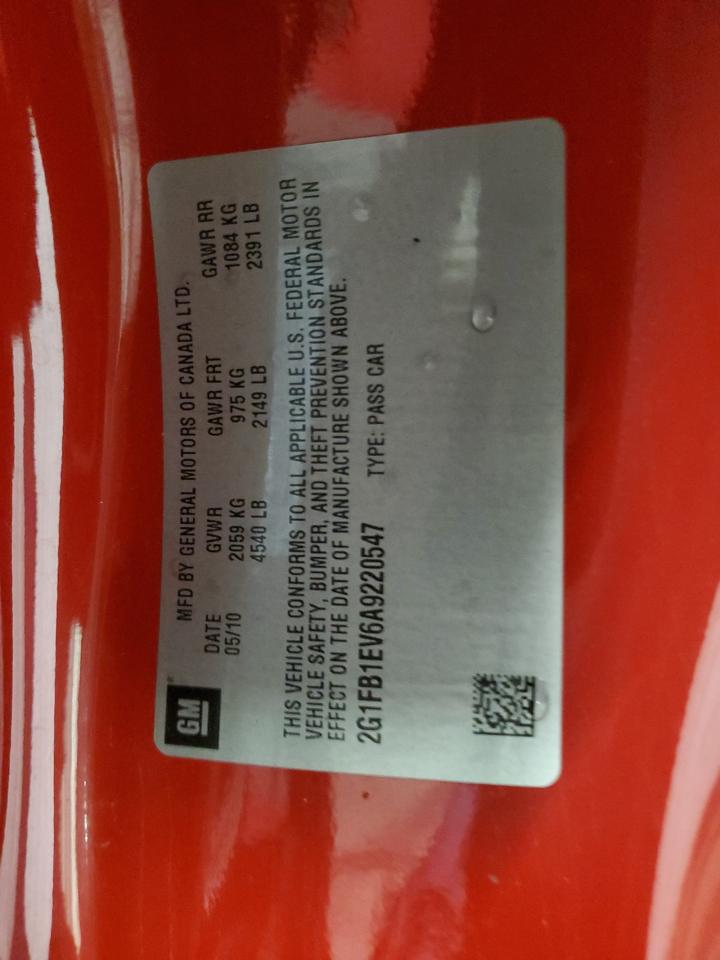 GM
MFD BY GENERAL MOTORS OF CANADA LTD.
DATE GVWR GAWR FRT GAWR RR
05/10 2059 KG 975 KG 1084 KG
4540 LB 2149 LB 2391 LB
THIS VEHICLE CONFORMS TO ALL APPLICABLE U.S. FEDERAL MOTOR
VEHICLE SAFETY, BUMPER, AND THEFT PREVENTION STANDARDS IN
EFFECT ON THE DATE OF MANUFACTURE SHOWN ABOVE.
2G1FB1EV6A9220547 TYPE: PASS CAR